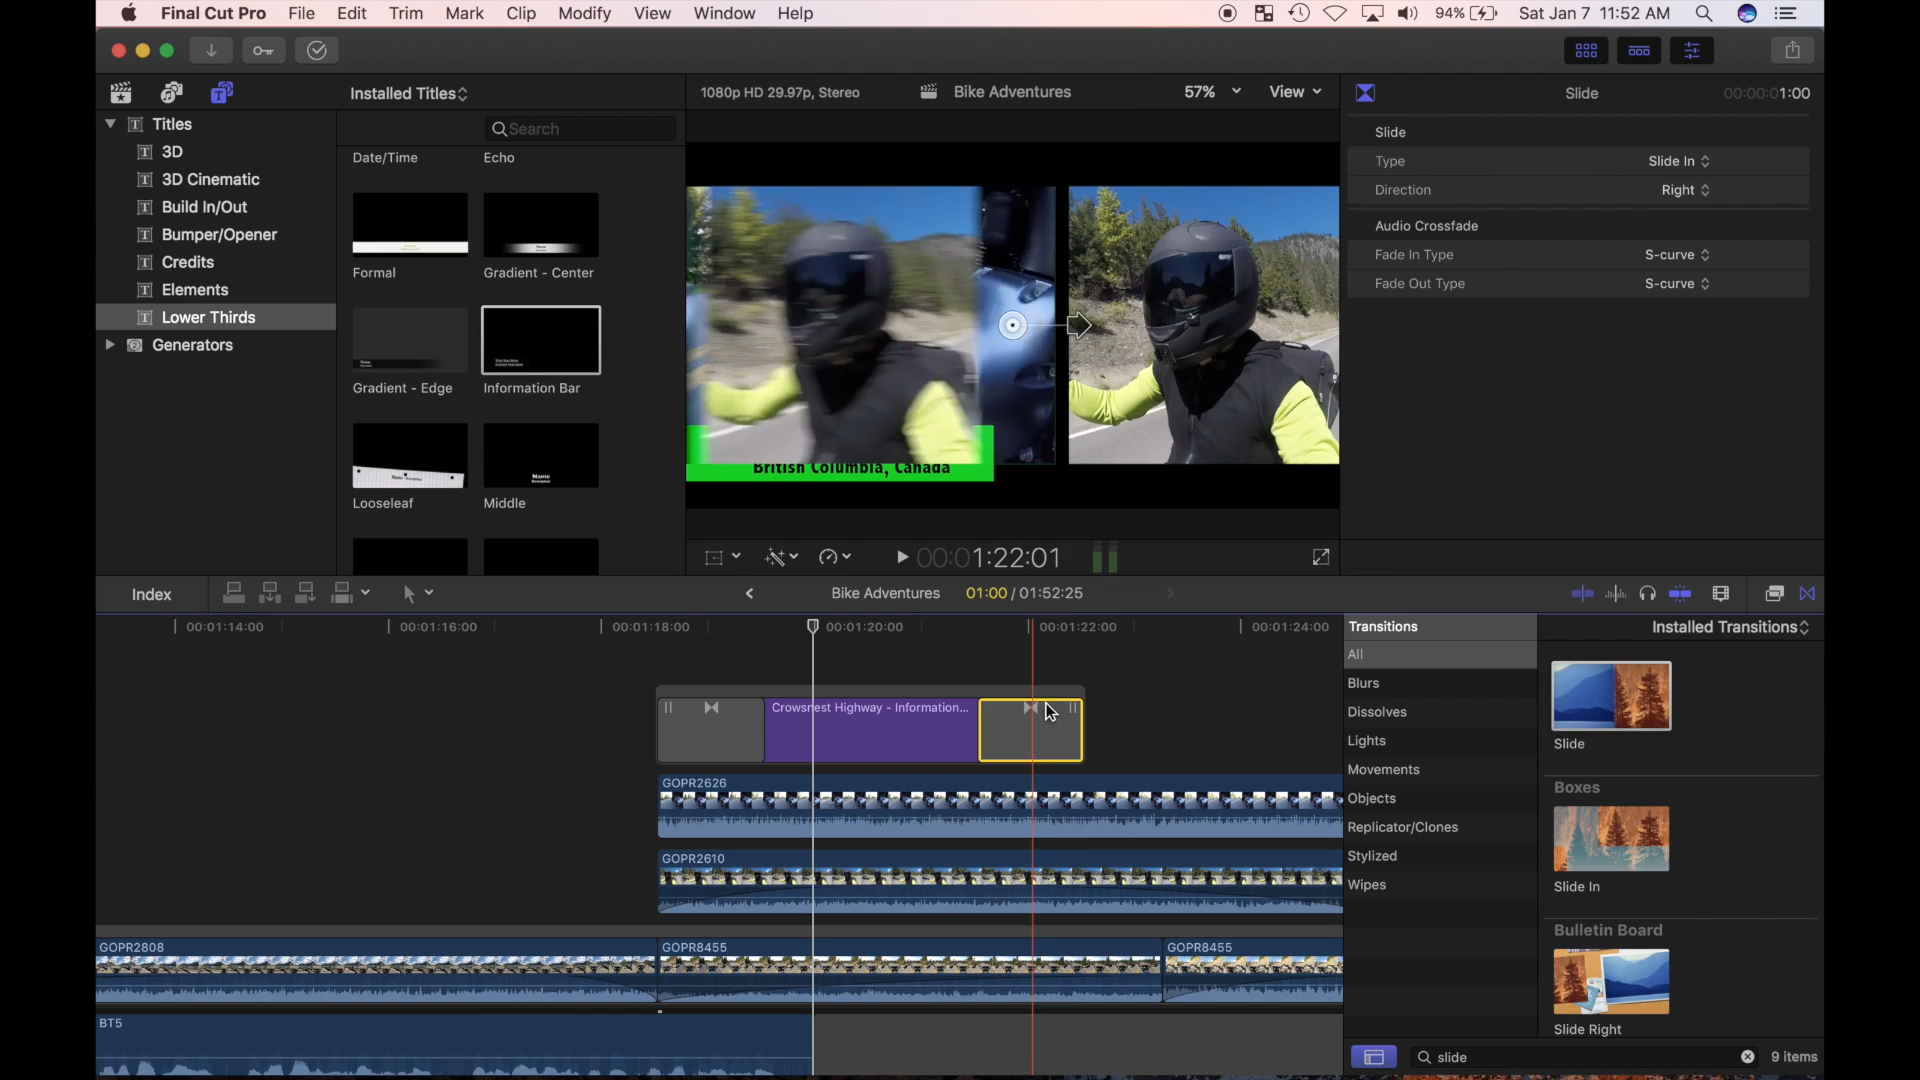 Final Cut Pro File Edit Trim Mark Clip Modify View Window Help 94% Sat Jan 7 11:52 AM
Installed Titles
1080p HD 29.97p, Stereo Bike Adventures 57% View
Slide 00:00:01:00
Titles
3D
3D Cinematic
Build In/Out
Bumper/Opener
Credits
Elements
Lower Thirds
Generators
Search
Date/Time Echo
Formal Gradient - Center
Gradient - Edge Information Bar
Looseleaf Middle
Name
British Columbia, Canada
Slide
Type Slide In
Direction Right
Audio Crossfade
Fade In Type S-curve
Fade Out Type S-curve
00:00:01:22:01
Index Bike Adventures 01:00 / 01:52:25
00:01:14:00 00:01:16:00 00:01:18:00 00:01:20:00 00:01:22:00 00:01:24:00
Crowsnest Highway - Information...
GOPR2626
GOPR2610
GOPR2808 GOPR8455 GOPR8455
BT5
Transitions
All
Blurs
Dissolves
Lights
Movements
Objects
Replicator/Clones
Stylized
Wipes
Installed Transitions
Slide
Boxes
Slide In
Bulletin Board
Slide Right
slide 9 items